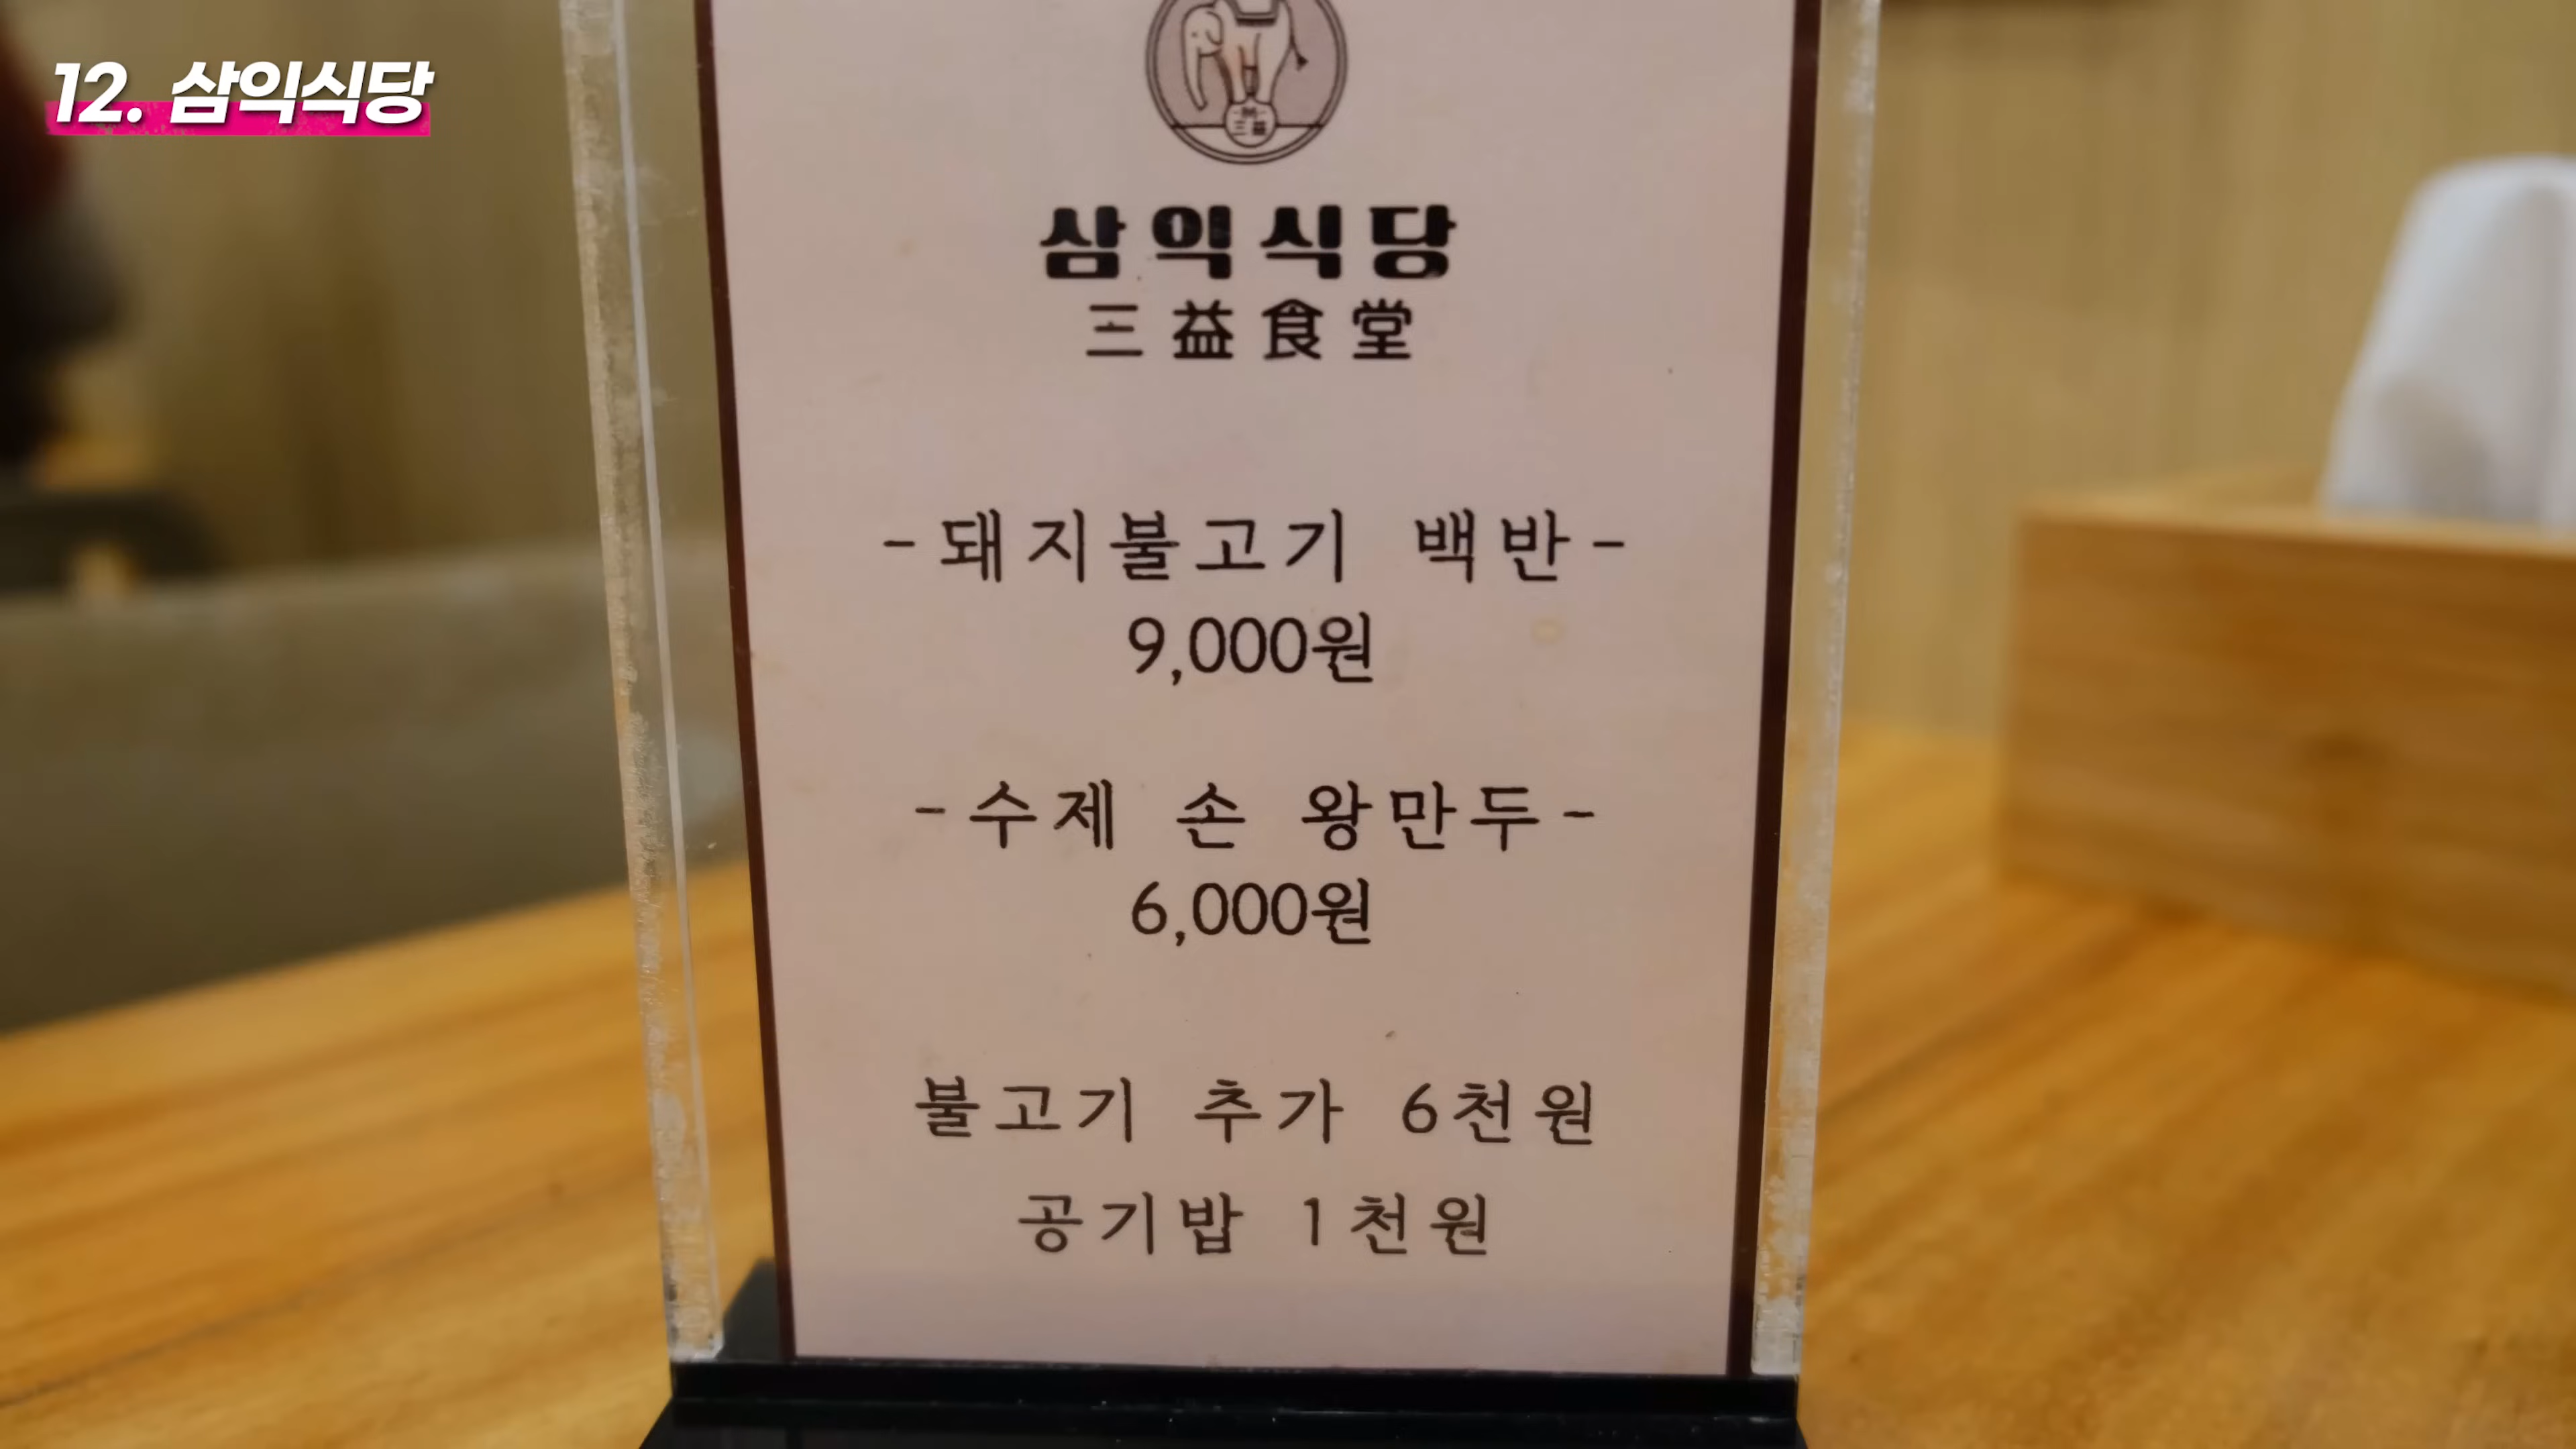 12. 삼익식당
三益
삼익식당
三益食堂
-돼지불고기 백반-
9,000원
-수제 손 왕만두-
6,000원
불고기 추가 6천원
공기밥 1천원